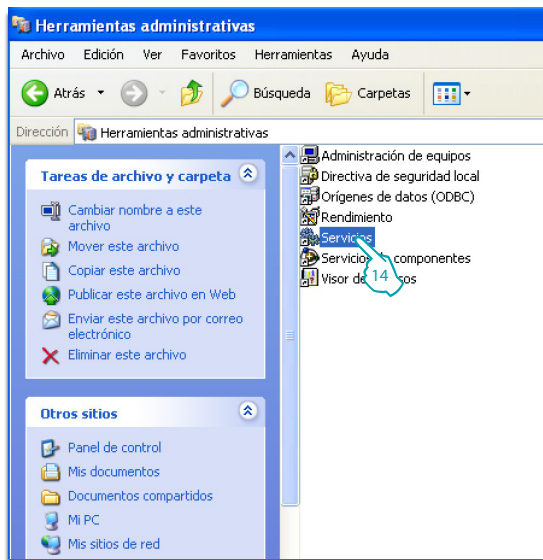 Herramientas administrativas
Archivo Edición Ver Favoritos Herramientas Ayuda
Atrás Búsqueda Carpetas
Dirección Herramientas administrativas
Tareas de archivo y carpeta
Cambiar nombre a este
archivo
Mover este archivo
Copiar este archivo
Publicar este archivo en Web
Enviar este archivo por correo
electrónico
Eliminar este archivo
Otros sitios
Panel de control
Mis documentos
Documentos compartidos
Mi PC
Mis sitios de red
Administración de equipos
Directiva de seguridad local
Orígenes de datos (ODBC)
Rendimiento
Servicios
Servicios componentes
Visor de
14